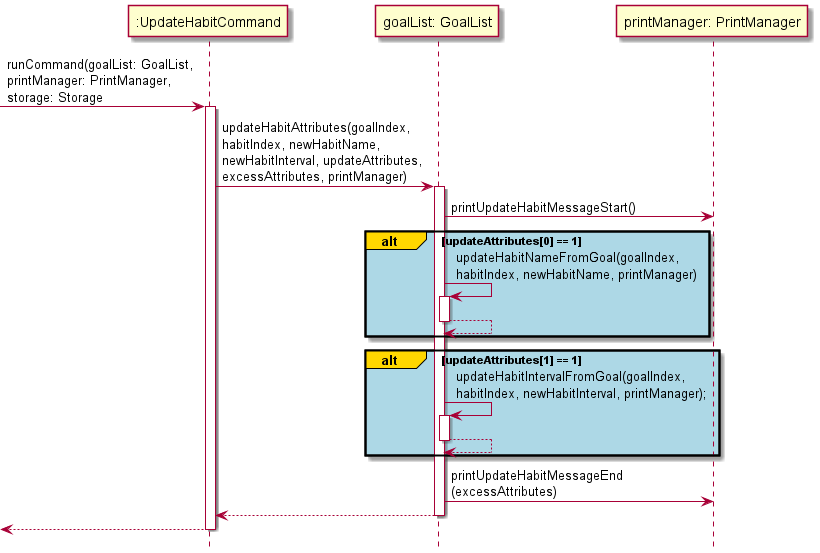 :UpdateHabitCommand
goalList: GoalList
printManager: PrintManager
runCommand(goalList: GoalList,
printManager: PrintManager,
storage: Storage
updateHabitAttributes(goalIndex,
habitIndex, newHabitName,
newHabitInterval, updateAttributes,
excessAttributes, printManager)
printUpdateHabitMessageStart()
alt
[updateAttributes[0] == 1]
updateHabitNameFromGoal(goalIndex,
habitIndex, newHabitName, printManager)
alt
[updateAttributes[1] == 1]
updateHabitIntervalFromGoal(goalIndex,
habitIndex, newHabitInterval, printManager);
printUpdateHabitMessageEnd
(excessAttributes)